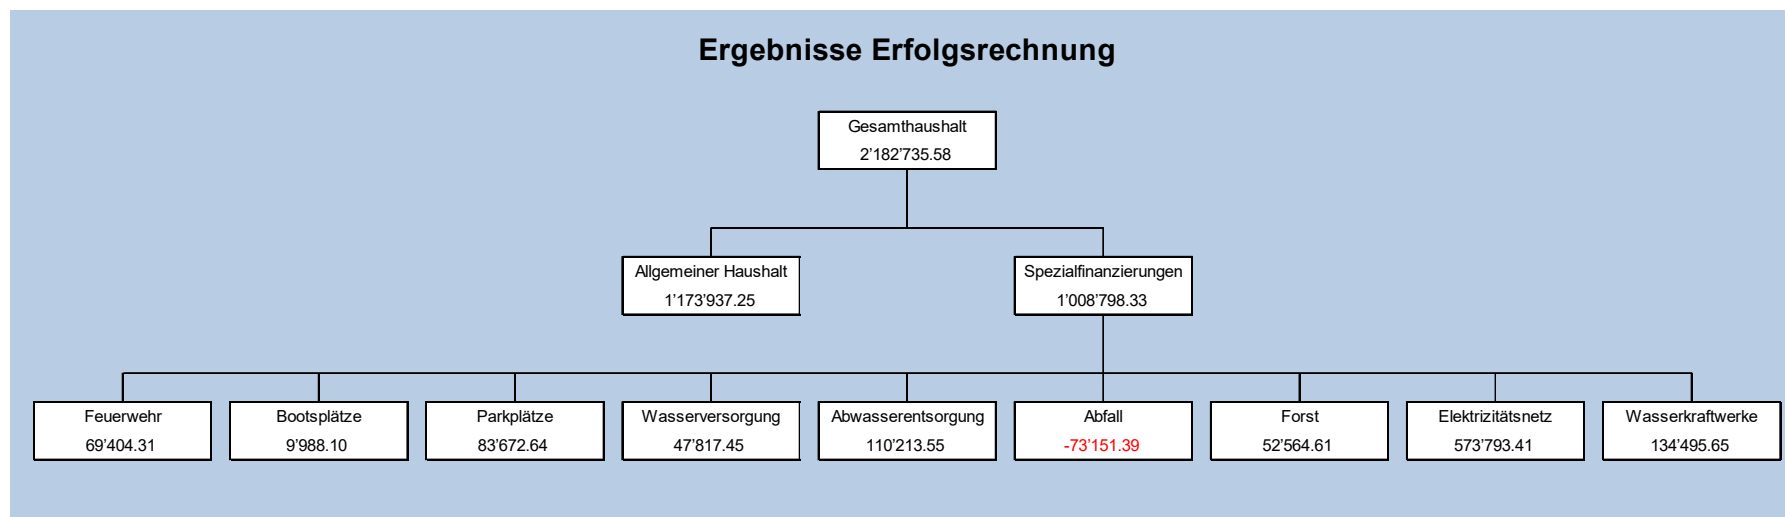 Ergebnisse Erfolgsrechnung
Gesamthaushalt
2'182'735.58
Allgemeiner Haushalt
1'173'937.25
Spezialfinanzierungen
1'008'798.33
Feuerwehr
69'404.31
Bootsplätze
9'988.10
Parkplätze
83'672.64
Wasserversorgung
47'817.45
Abwasserentsorgung
110'213.55
Abfall
-73'151.39
Forst
52'564.61
Elektrizitätsnetz
573'793.41
Wasserkraftwerke
134'495.65